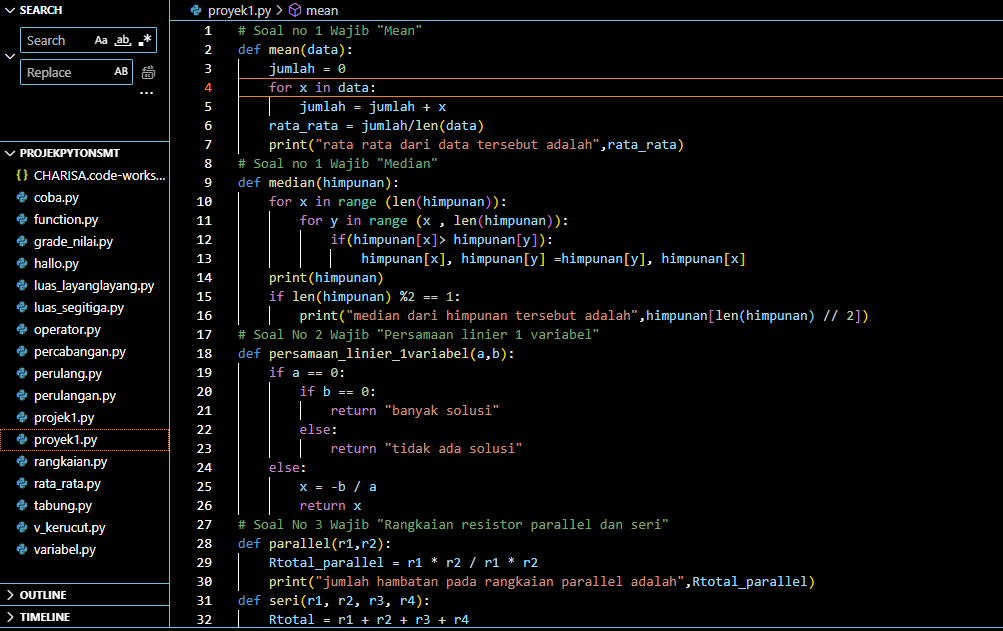 SEARCH
Search Aa ab .*
Replace AB
...
PROJEKPYTONSMT
{} CHARISA.code-works...
coba.py
function.py
grade_nilai.py
hallo.py
luas_layanglayang.py
luas_segitiga.py
operator.py
percabangan.py
perulang.py
perulangan.py
projek1.py
proyek1.py
rangkaian.py
rata_rata.py
tabung.py
v_kerucut.py
variabel.py
OUTLINE
TIMELINE
proyek1.py > mean
1 # Soal no 1 Wajib "Mean"
2 def mean(data):
3     jumlah = 0
4     for x in data:
5         jumlah = jumlah + x
6     rata_rata = jumlah/len(data)
7     print("rata rata dari data tersebut adalah",rata_rata)
8 # Soal no 1 Wajib "Median"
9 def median(himpunan):
10     for x in range (len(himpunan)):
11         for y in range (x , len(himpunan)):
12             if(himpunan[x]> himpunan[y]):
13                 himpunan[x], himpunan[y] =himpunan[y], himpunan[x]
14     print(himpunan)
15     if len(himpunan) %2 == 1:
16         print("median dari himpunan tersebut adalah",himpunan[len(himpunan) // 2])
17 # Soal No 2 Wajib "Persamaan linier 1 variabel"
18 def persamaan_linier_1variabel(a,b):
19     if a == 0:
20         if b == 0:
21             return "banyak solusi"
22         else:
23             return "tidak ada solusi"
24     else:
25         x = -b / a
26         return x
27 # Soal No 3 Wajib "Rangkaian resistor parallel dan seri"
28 def parallel(r1,r2):
29     Rtotal_parallel = r1 * r2 / r1 * r2
30     print("jumlah hambatan pada rangkaian parallel adalah",Rtotal_parallel)
31 def seri(r1, r2, r3, r4):
32     Rtotal = r1 + r2 + r3 + r4